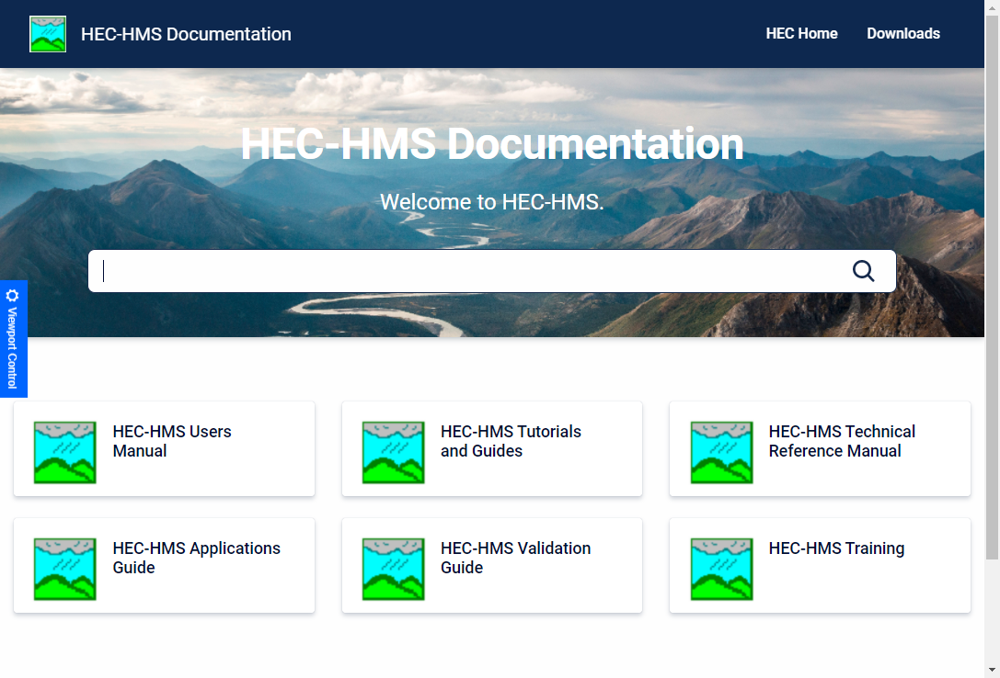 HEC-HMS Documentation
HEC Home
Downloads
HEC-HMS Documentation
Welcome to HEC-HMS.
Viewport Control
HEC-HMS Users
Manual
HEC-HMS Tutorials
and Guides
HEC-HMS Technical
Reference Manual
HEC-HMS Applications
Guide
HEC-HMS Validation
Guide
HEC-HMS Training